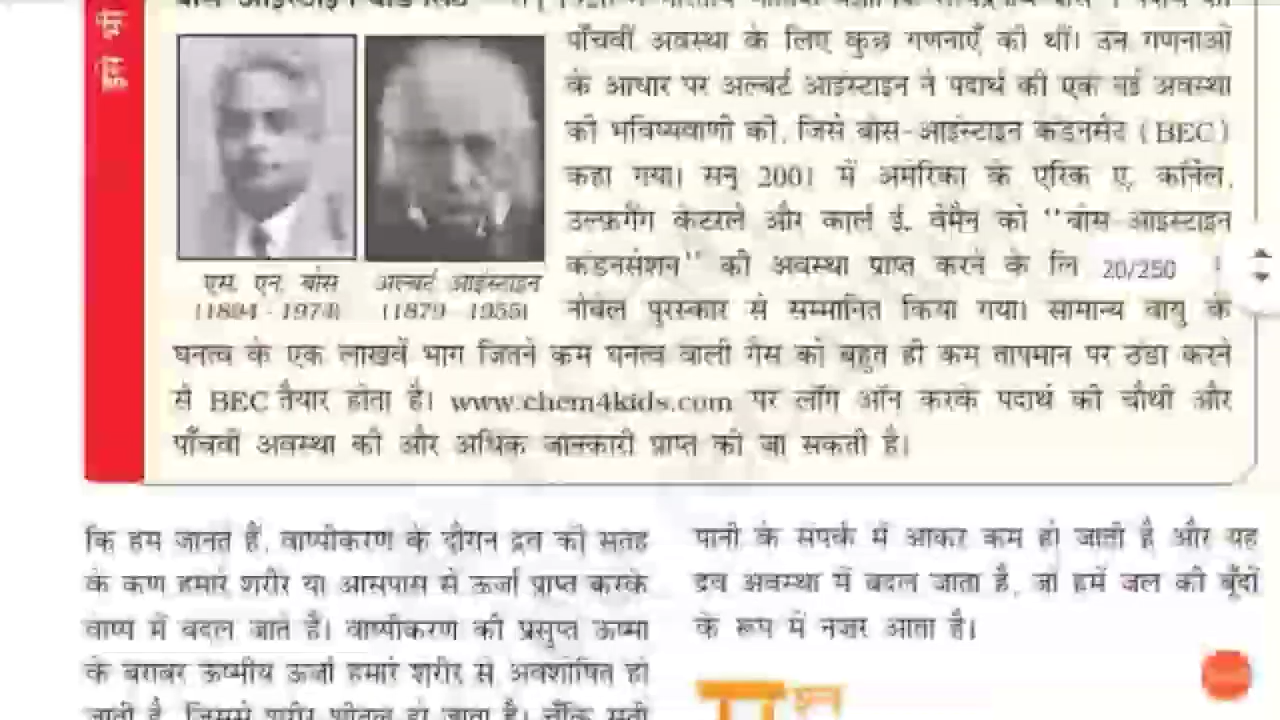 पाँचवीं अवस्था के लिए कुछ गणनाएँ की थीं। उन गणनाओं
के आधार पर अल्बर्ट आइंस्टाइन ने पदार्थ की एक नई अवस्था
की भविष्यवाणी की, जिसे बोस-आइंस्टाइन कंडनसेट (BEC)
कहा गया। सन् 2001 में अमेरिका के एरिक ए. कॉर्नेल,
उल्फ़गैंग केटरले और कार्ल ई. वेमैन को "बोस-आइंस्टाइन
कंडनसेशन" की अवस्था प्राप्त करने के लि
20/250
नोबेल पुरस्कार से सम्मानित किया गया। सामान्य वायु के
एस. एन. बोस
(1894 - 1974)
अल्बर्ट आइंस्टाइन
(1879 - 1955)
घनत्व के एक लाखवें भाग जितने कम घनत्व वाली गैस को बहुत ही कम तापमान पर ठंडा करने
से BEC तैयार होता है। www.chem4kids.com पर लॉग ऑन करके पदार्थ की चौथी और
पाँचवीं अवस्था की और अधिक जानकारी प्राप्त की जा सकती है।
कि हम जानते हैं, वाष्पीकरण के दौरान द्रव की सतह
के कण हमारे शरीर या आसपास से ऊर्जा प्राप्त करके
वाष्प में बदल जाते हैं। वाष्पीकरण की प्रसुप्त ऊष्मा
के बराबर ऊष्मीय ऊर्जा हमारे शरीर से अवशोषित हो
जाती है, जिससे शरीर शीतल हो जाता है। चूँकि सूती
पानी के संपर्क में आकर कम हो जाती है और यह
द्रव अवस्था में बदल जाता है, जो हमें जल की बूँदों
के रूप में नजर आता है।